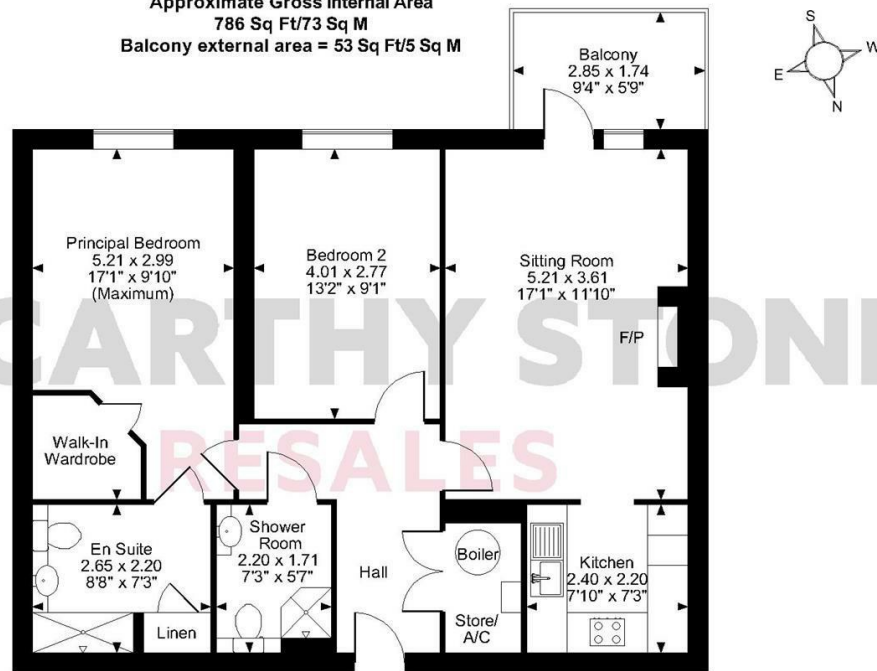 Approximate Gross Internal Area
786 Sq Ft/73 Sq M
Balcony external area = 53 Sq Ft/5 Sq M
S
W
E
N
Balcony
2.85 x 1.74
9'4" x 5'9"
Principal Bedroom
5.21 x 2.99
17'1" x 9'10"
(Maximum)
Bedroom 2
4.01 x 2.77
13'2" x 9'1"
Sitting Room
5.21 x 3.61
17'1" x 11'10"
F/P
CARTHY STONE
RESALES
Walk-In
Wardrobe
En Suite
2.65 x 2.20
8'8" x 7'3"
Linen
Shower
Room
2.20 x 1.71
7'3" x 5'7"
Hall
Boiler
Store/
A/C
Kitchen
2.40 x 2.20
7'10" x 7'3"